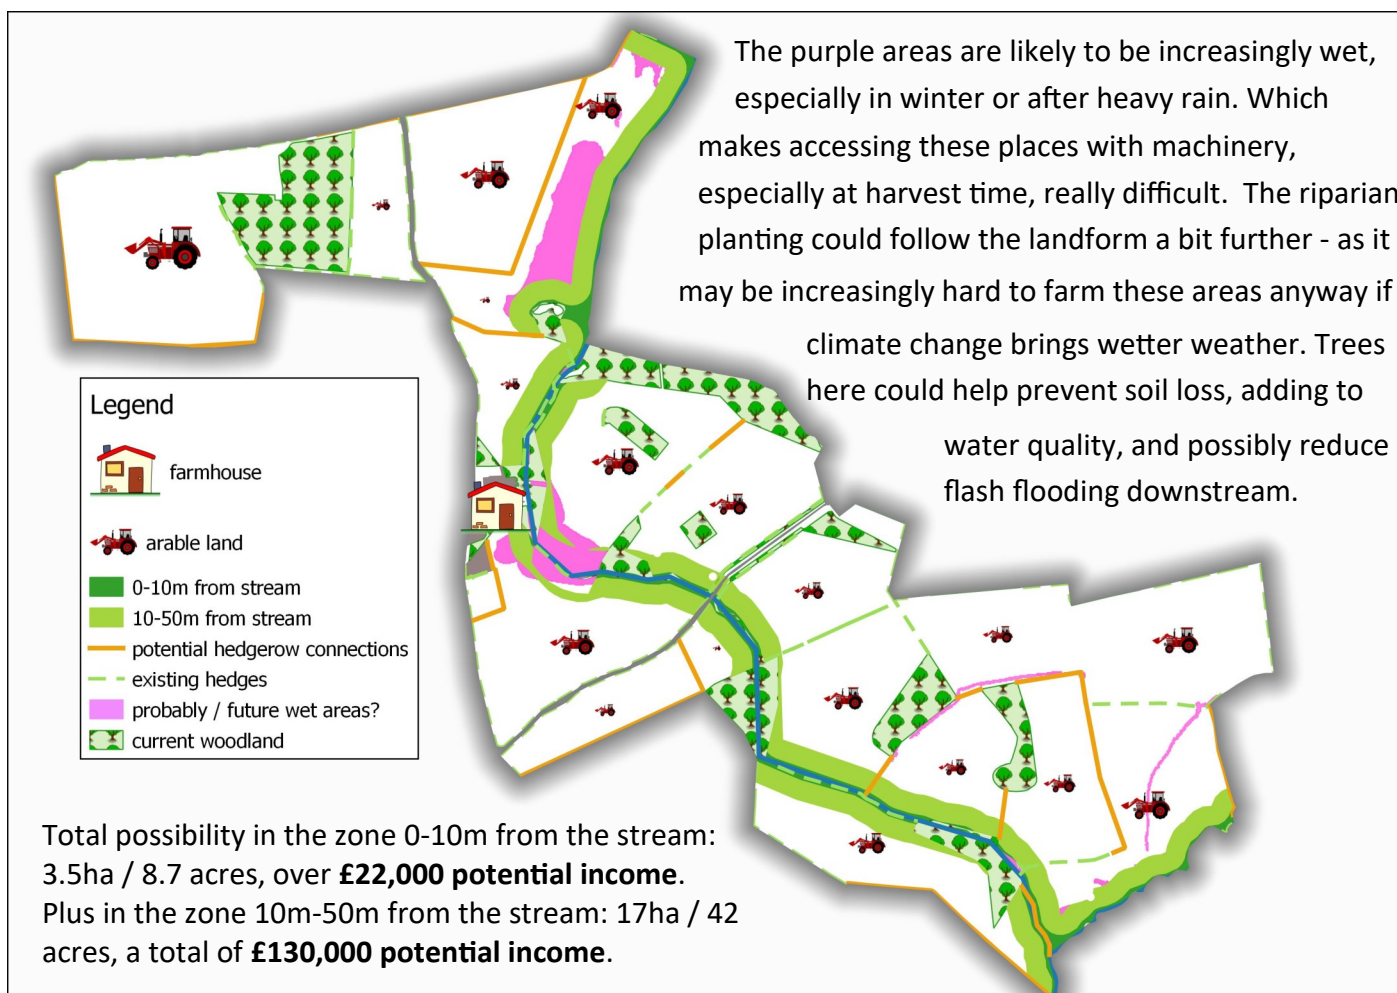 The purple areas are likely to be increasingly wet,
especially in winter or after heavy rain. Which
makes accessing these places with machinery,
especially at harvest time, really difficult.  The riparian
planting could follow the landform a bit further - as it
may be increasingly hard to farm these areas anyway if
climate change brings wetter weather. Trees
here could help prevent soil loss, adding to
water quality, and possibly reduce
flash flooding downstream.
Legend
farmhouse
arable land
0-10m from stream
10-50m from stream
potential hedgerow connections
existing hedges
probably / future wet areas?
current woodland
Total possibility in the zone 0-10m from the stream:
3.5ha / 8.7 acres, over £22,000 potential income.
Plus in the zone 10m-50m from the stream: 17ha / 42
acres, a total of £130,000 potential income.